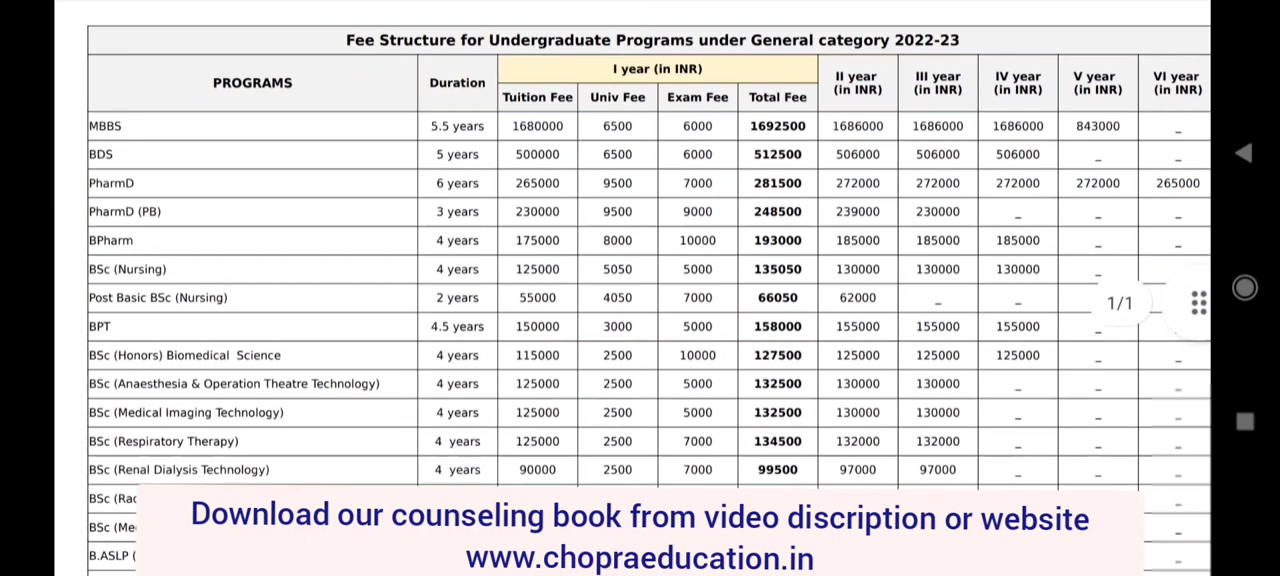 Fee Structure for Undergraduate Programs under General category 2022-23
PROGRAMS Duration I year (in INR) II year (in INR) III year (in INR) IV year (in INR) V year (in INR) VI year (in INR)
Tuition Fee Univ Fee Exam Fee Total Fee
MBBS 5.5 years 1680000 6500 6000 1692500 1686000 1686000 1686000 843000 _
BDS 5 years 500000 6500 6000 512500 506000 506000 506000 _ _
PharmD 6 years 265000 9500 7000 281500 272000 272000 272000 272000 265000
PharmD (PB) 3 years 230000 9500 9000 248500 239000 230000 _ _ _
BPharm 4 years 175000 8000 10000 193000 185000 185000 185000 _ _
BSc (Nursing) 4 years 125000 5050 5000 135050 130000 130000 130000 _
Post Basic BSc (Nursing) 2 years 55000 4050 7000 66050 62000 _ _
1/1
BPT 4.5 years 150000 3000 5000 158000 155000 155000 155000 _
BSc (Honors) Biomedical Science 4 years 115000 2500 10000 127500 125000 125000 125000 _ _
BSc (Anaesthesia & Operation Theatre Technology) 4 years 125000 2500 5000 132500 130000 130000 _ _ _
BSc (Medical Imaging Technology) 4 years 125000 2500 5000 132500 130000 130000 _ _ _
BSc (Respiratory Therapy) 4 years 125000 2500 7000 134500 132000 132000 _ _ _
BSc (Renal Dialysis Technology) 4 years 90000 2500 7000 99500 97000 97000 _ _ _
BSc
BSc
B.ASLP
Download our counseling book from video discription or website
www.chopraeducation.in